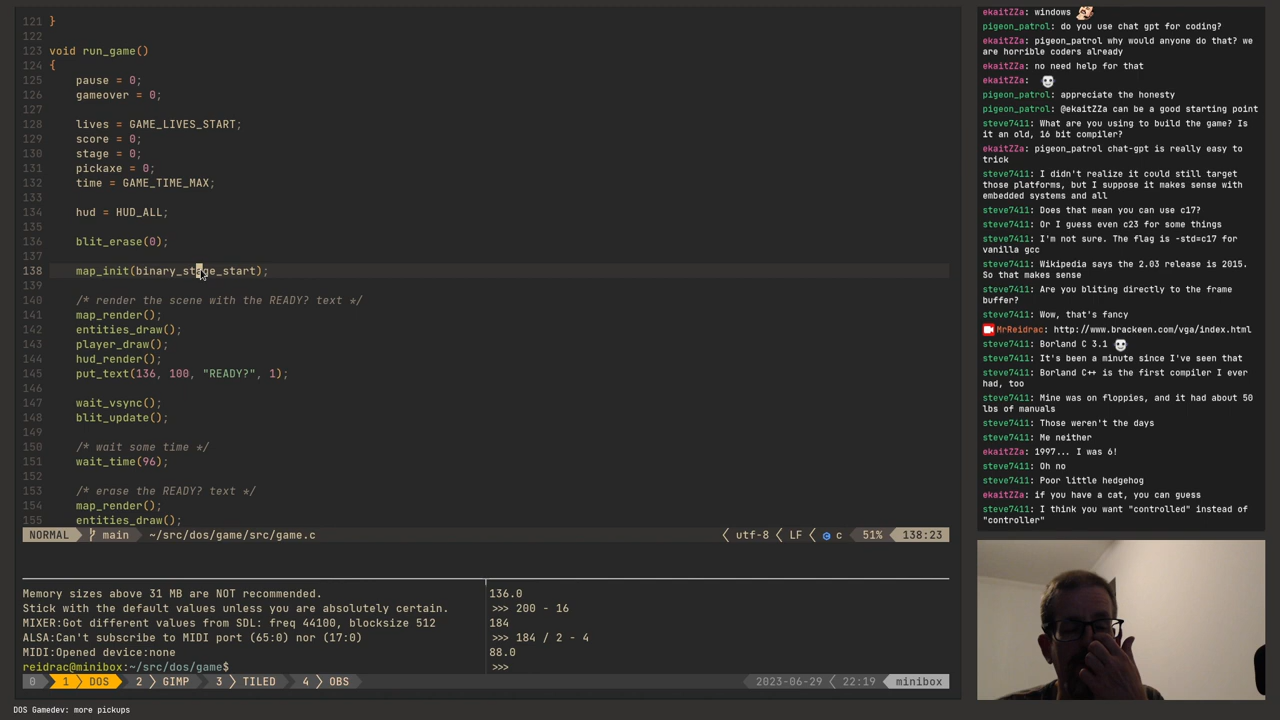 121 }
122
123 void run_game()
124 {
125     pause = 0;
126     gameover = 0;
127
128     lives = GAME_LIVES_START;
129     score = 0;
130     stage = 0;
131     pickaxe = 0;
132     time = GAME_TIME_MAX;
133
134     hud = HUD_ALL;
135
136     blit_erase(0);
137
138     map_init(binary_stage_start);
139
140     /* render the scene with the READY? text */
141     map_render();
142     entities_draw();
143     player_draw();
144     hud_render();
145     put_text(136, 100, "READY?", 1);
146
147     wait_vsync();
148     blit_update();
149
150     /* wait some time */
151     wait_time(96);
152
153     /* erase the READY? text */
154     map_render();
155     entities_draw();
NORMAL main ~/src/dos/game/src/game.c utf-8 LF c 51% 138:23
Memory sizes above 31 MB are NOT recommended.
Stick with the default values unless you are absolutely certain.
MIXER:Got different values from SDL: freq 44100, blocksize 512
ALSA:Can't subscribe to MIDI port (65:0) nor (17:0)
MIDI:Opened device:none
reidrac@minibox:~/src/dos/game$
136.0
>>> 200 - 16
184
>>> 184 / 2 - 4
88.0
>>>
0 1 DOS 2 GIMP 3 TILED 4 OBS 2023-06-29 22:19 minibox
DOS Gamedev: more pickups
ekaitZZa: windows
pigeon_patrol: do you use chat gpt for coding?
ekaitZZa: pigeon_patrol why would anyone do that? we
are horrible coders already
ekaitZZa: no need help for that
ekaitZZa:
pigeon_patrol: appreciate the honesty
pigeon_patrol: @ekaitZZa can be a good starting point
steve7411: What are you using to build the game? Is
it an old, 16 bit compiler?
ekaitZZa: pigeon_patrol chat-gpt is really easy to
trick
steve7411: I didn't realize it could still target
those platforms, but I suppose it makes sense with
embedded systems and all
steve7411: Does that mean you can use c17?
steve7411: Or I guess even c23 for some things
steve7411: I'm not sure. The flag is -std=c17 for
vanilla gcc
steve7411: Wikipedia says the 2.03 release is 2015.
So that makes sense
steve7411: Are you bliting directly to the frame
buffer?
steve7411: Wow, that's fancy
MrReidrac: http://www.brackeen.com/vga/index.html
steve7411: Borland C 3.1
steve7411: It's been a minute since I've seen that
steve7411: Borland C++ is the first compiler I ever
had, too
steve7411: Mine was on floppies, and it had about 50
lbs of manuals
steve7411: Those weren't the days
steve7411: Me neither
ekaitZZa: 1997... I was 6!
steve7411: Oh no
steve7411: Poor little hedgehog
ekaitZZa: if you have a cat, you can guess
steve7411: I think you want "controlled" instead of
"controller"